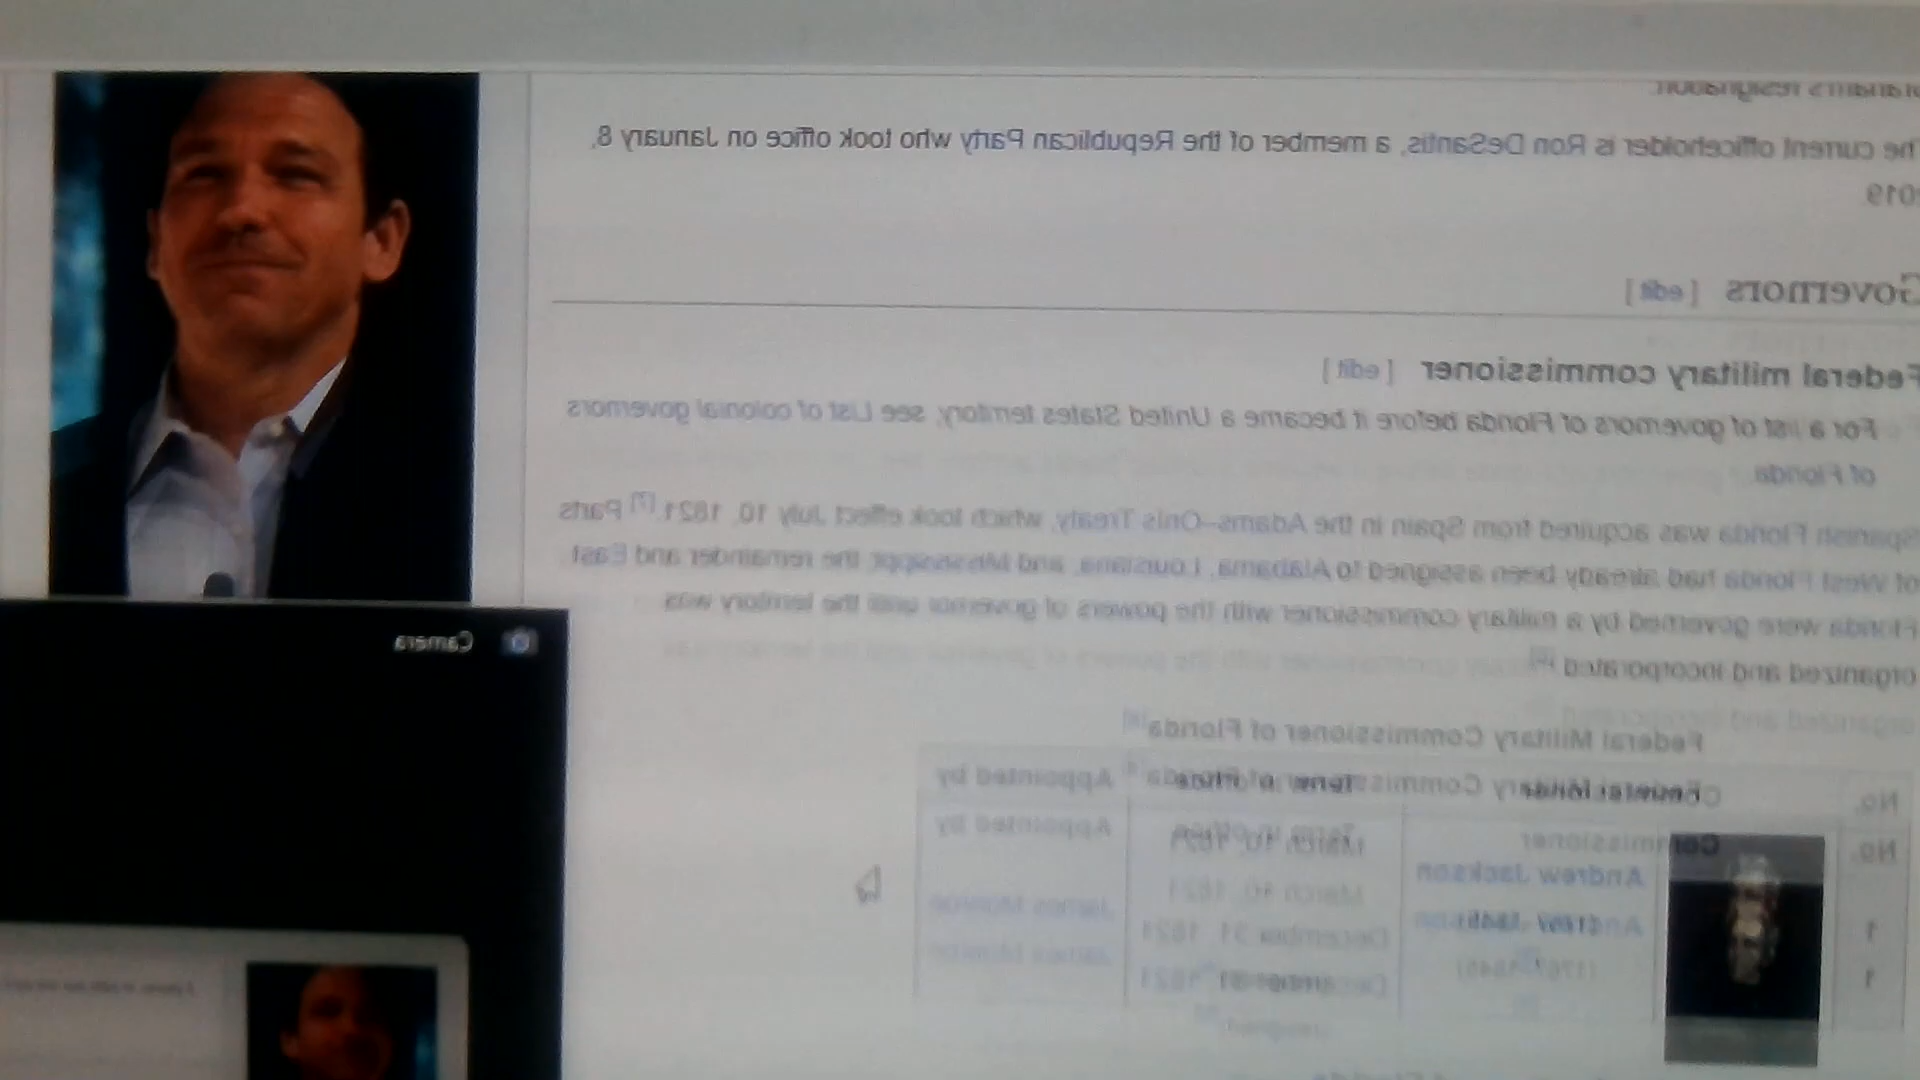 resignation.
The current officeholder is Ron DeSantis, a member of the Republican Party who took office on January 8,
2019.
Governors [ edit ]
Federal military commissioner [ edit ]
For a list of governors of Florida before it became a United States territory, see List of colonial governors
of Florida.
Spanish Florida was acquired from Spain in the Adams–Onís Treaty, which took effect July 10, 1821.[7] Parts
of West Florida had already been assigned to Alabama, Louisiana, and Mississippi; the remainder and East
Florida were governed by a military commissioner with the powers of governor until the territory was
organized and incorporated.
Federal Military Commissioner of Florida
No. Commissioner Term in office Appointed by
1 Andrew Jackson March 10, 1821
December 31, 1821 James Monroe
Camera